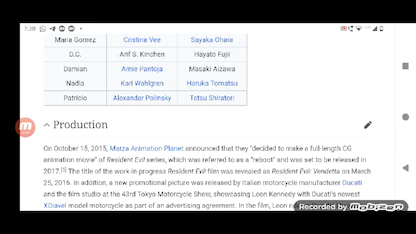 7:20
Maria Gomez Cristina Vee Sayaka Ohara
D.C. Arif S. Kinchen Hayato Fujii
Damian Arnie Pantoja Masaki Aizawa
Nadia Kari Wahlgren Haruka Tomatsu
Patricio Alexander Polinsky Tetsu Shiratori
Production
On October 15, 2015, Marza Animation Planet announced that they "decided to make a full-length CG
animation movie" of Resident Evil series, which was referred to as a "reboot" and was set to be released in
2017.[5] The title of the work-in-progress Resident Evil film was revealed as Resident Evil: Vendetta on March
25, 2016. In addition, a new promotional picture was released by Italian motorcycle manufacturer Ducati
and the film studio at the 43rd Tokyo Motorcycle Show, showcasing Leon Kennedy with Ducati's newest
XDiavel model motorcycle as part of an advertising agreement. In the film, Leon
Recorded by Mobizen